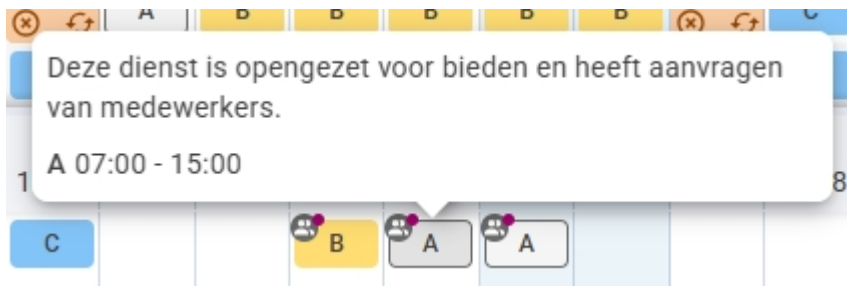 A B B B B B C
Deze dienst is opengezet voor bieden en heeft aanvragen
van medewerkers.
A 07:00 - 15:00
1 8
C B A A